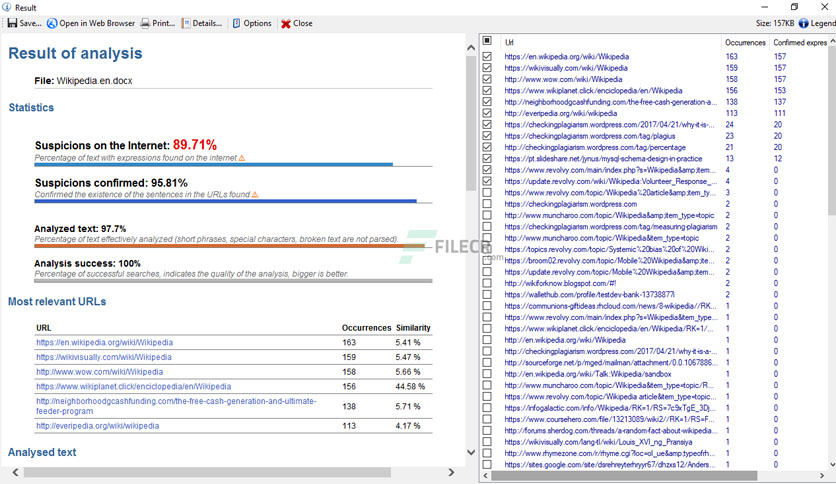 Result
Save... Open in Web Browser Print... Details... Options Close Size: 157KB Legend
Result of analysis
File: Wikipedia.en.docx
Statistics
Suspicions on the Internet: 89.71%
Percentage of text with expressions found on the internet
Suspicions confirmed: 95.81%
Confirmed the existence of the sentences in the URLs found
Analyzed text: 97.7%
Percentage of text effectively analyzed (short phrases, special characters, broken text are not parsed).
Analysis success: 100%
Percentage of successful searches, indicates the quality of the analysis, bigger is better.
Most relevant URLs
URL Occurrences Similarity
https://en.wikipedia.org/wiki/Wikipedia 163 5.41 %
https://wikivisually.com/wiki/Wikipedia 159 5.47 %
http://www.wow.com/wiki/Wikipedia 158 5.66 %
https://www.wikiplanet.click/enciclopedia/en/Wikipedia 156 44.58 %
http://neighborhoodgcashfunding.com/the-free-cash-generation-and-ultimate-
feeder-program 138 5.71 %
http://everipedia.org/wiki/wikipedia 113 4.17 %
Analysed text
FILECR
.com
Url Occurrences Confirmed expres
https://en.wikipedia.org/wiki/Wikipedia 163 157
https://wikivisually.com/wiki/Wikipedia 159 157
http://www.wow.com/wiki/Wikipedia 158 157
https://www.wikiplanet.click/enciclopedia/en/Wikipedia 156 153
http://neighborhoodgcashfunding.com/the-free-cash-generation-a... 138 137
http://everipedia.org/wiki/wikipedia 113 111
https://checkingplagiarism.wordpress.com/2017/04/21/why-it-is-... 24 20
https://checkingplagiarism.wordpress.com/tag/plagius 23 20
http://checkingplagiarism.wordpress.com/tag/percentage 21 20
https://pt.slideshare.net/jynus/mysql-schema-design-in-practice 13 12
https://www.revolvy.com/main/index.php?s=Wikipedia&amp;item_... 7 0
https://update.revolvy.com/wiki/Wikipedia:Volunteer_Response_... 4 0
https://www.revolvy.com/topic/Wikipedia%20article&amp;item_ty... 3 0
https://checkingplagiarism.wordpress.com 2 0
https://www.muncharoo.com/topic/Wikipedia&amp;item_type=topic 2 0
https://checkingplagiarism.wordpress.com/tag/measuring-plagiarism 2 0
http://www.muncharoo.com/topic/Wikipedia&item_type=topic 2 0
https://topics.revolvy.com/topic/Systemic%20bias%20of%20Wiki... 2 0
https://broom02.revolvy.com/topic/Mobile%20Wikipedia&amp;ite... 2 0
https://update.revolvy.com/topic/Mobile%20Wikipedia&amp;item... 2 0
http://wikiforknow.blogspot.com/#! 2 0
https://wallethub.com/profile/testdev-bank-13738877i 2 0
https://communions-giftideas.rhcloud.com/news/8-wikipedia//RK... 1 0
https://www.revolvy.com/main/index.php?s=Wikipedia&item_type... 1 0
https://www.wikiplanet.click/enciclopedia/en/Wikipedia/RK=1/... 1 0
http://en.wikipedia.org/wiki/Wikipedia 1 0
http://checkingplagiarism.wordpress.com/2017/04/21/why-it-is-a-... 1 0
http://sourceforge.net/p/mged/mailman/attachment/0.0.1067886... 1 0
http://en.wikipedia.org/wiki/Talk:Wikipedia/sandbox 1 0
http://www.muncharoo.com/topic/Wikipedia&item_type=topic/R... 1 0
https://www.revolvy.com/topic/Wikipedia article&item_type=topic... 1 0
https://infogalactic.com/info/Wikipedia/RK=1/RS=7c9xTgE_3Dj... 1 0
https://www.coursehero.com/file/13213089/wiki2//RK=1/RS=F... 1 0
http://forums.sherdog.com/threads/a-random-fact-about-wikipedia... 1 0
https://wikivisually.com/lang-tl/wiki/Louis_XVI_ng_Pransiya 1 0
http://www.rhymezone.com/r/rhyme.cgi?loc=ol_ue&amp;typeofrh... 1 0
https://sites.google.com/site/dsrehreyterhryyr67/dhzxs12/Anders... 1 0